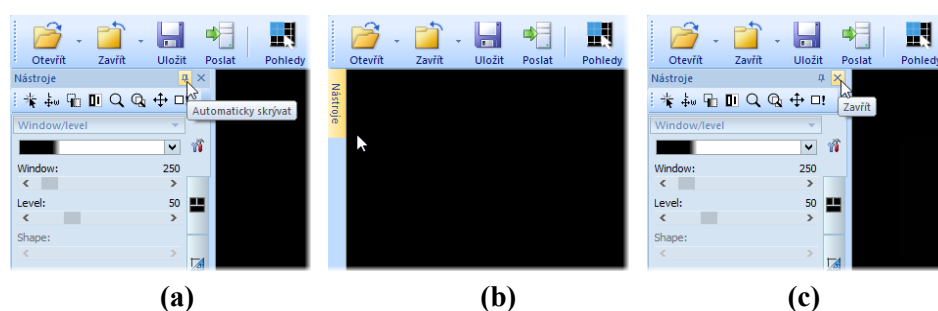 Otevřít Zavřít Uložit Poslat Pohledy
Nástroje
Automaticky skrývat
Window/level
Window: 250
Level: 50
Shape:
(a)
Otevřít Zavřít Uložit Poslat Pohledy
Nástroje
(b)
Otevřít Zavřít Uložit Poslat Pohledy
Nástroje
Zavřít
Window/level
Window: 250
Level: 50
Shape:
(c)